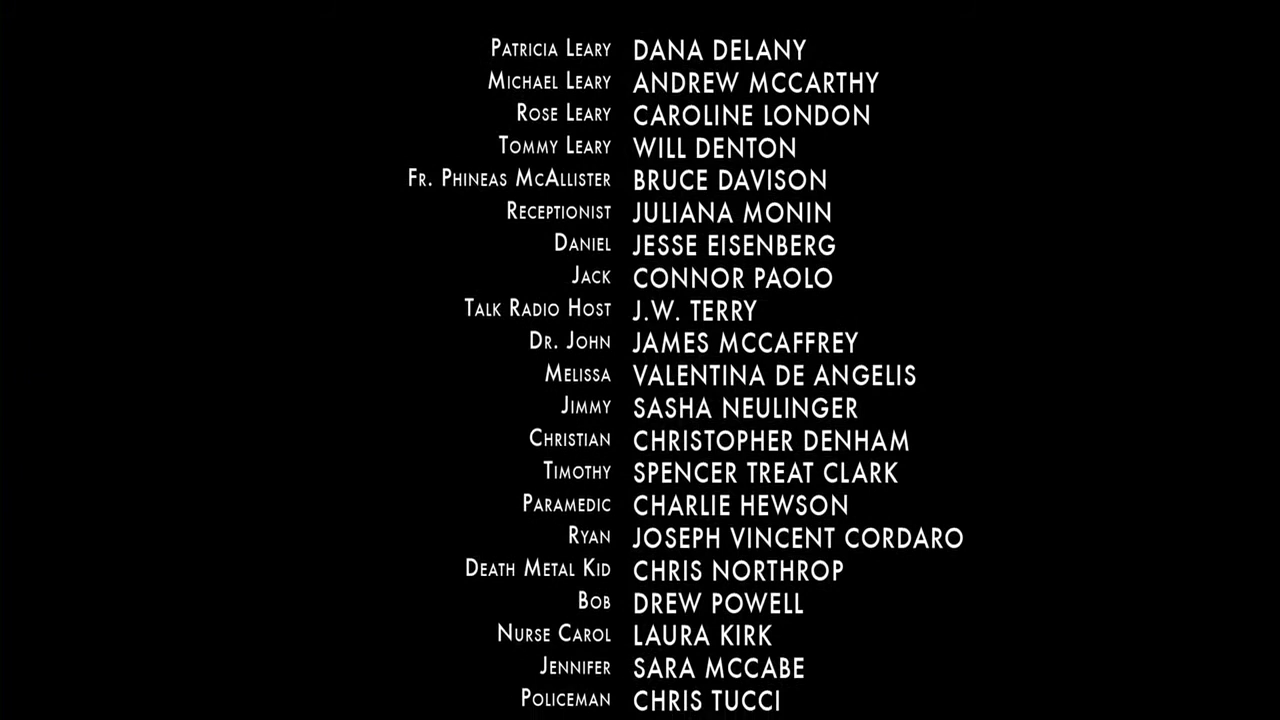 Patricia Leary DANA DELANY
Michael Leary ANDREW MCCARTHY
Rose Leary CAROLINE LONDON
Tommy Leary WILL DENTON
Fr. Phineas McAllister BRUCE DAVISON
Receptionist JULIANA MONIN
Daniel JESSE EISENBERG
Jack CONNOR PAOLO
Talk Radio Host J.W. TERRY
Dr. John JAMES MCCAFFREY
Melissa VALENTINA DE ANGELIS
Jimmy SASHA NEULINGER
Christian CHRISTOPHER DENHAM
Timothy SPENCER TREAT CLARK
Paramedic CHARLIE HEWSON
Ryan JOSEPH VINCENT CORDARO
Death Metal Kid CHRIS NORTHROP
Bob DREW POWELL
Nurse Carol LAURA KIRK
Jennifer SARA MCCABE
Policeman CHRIS TUCCI